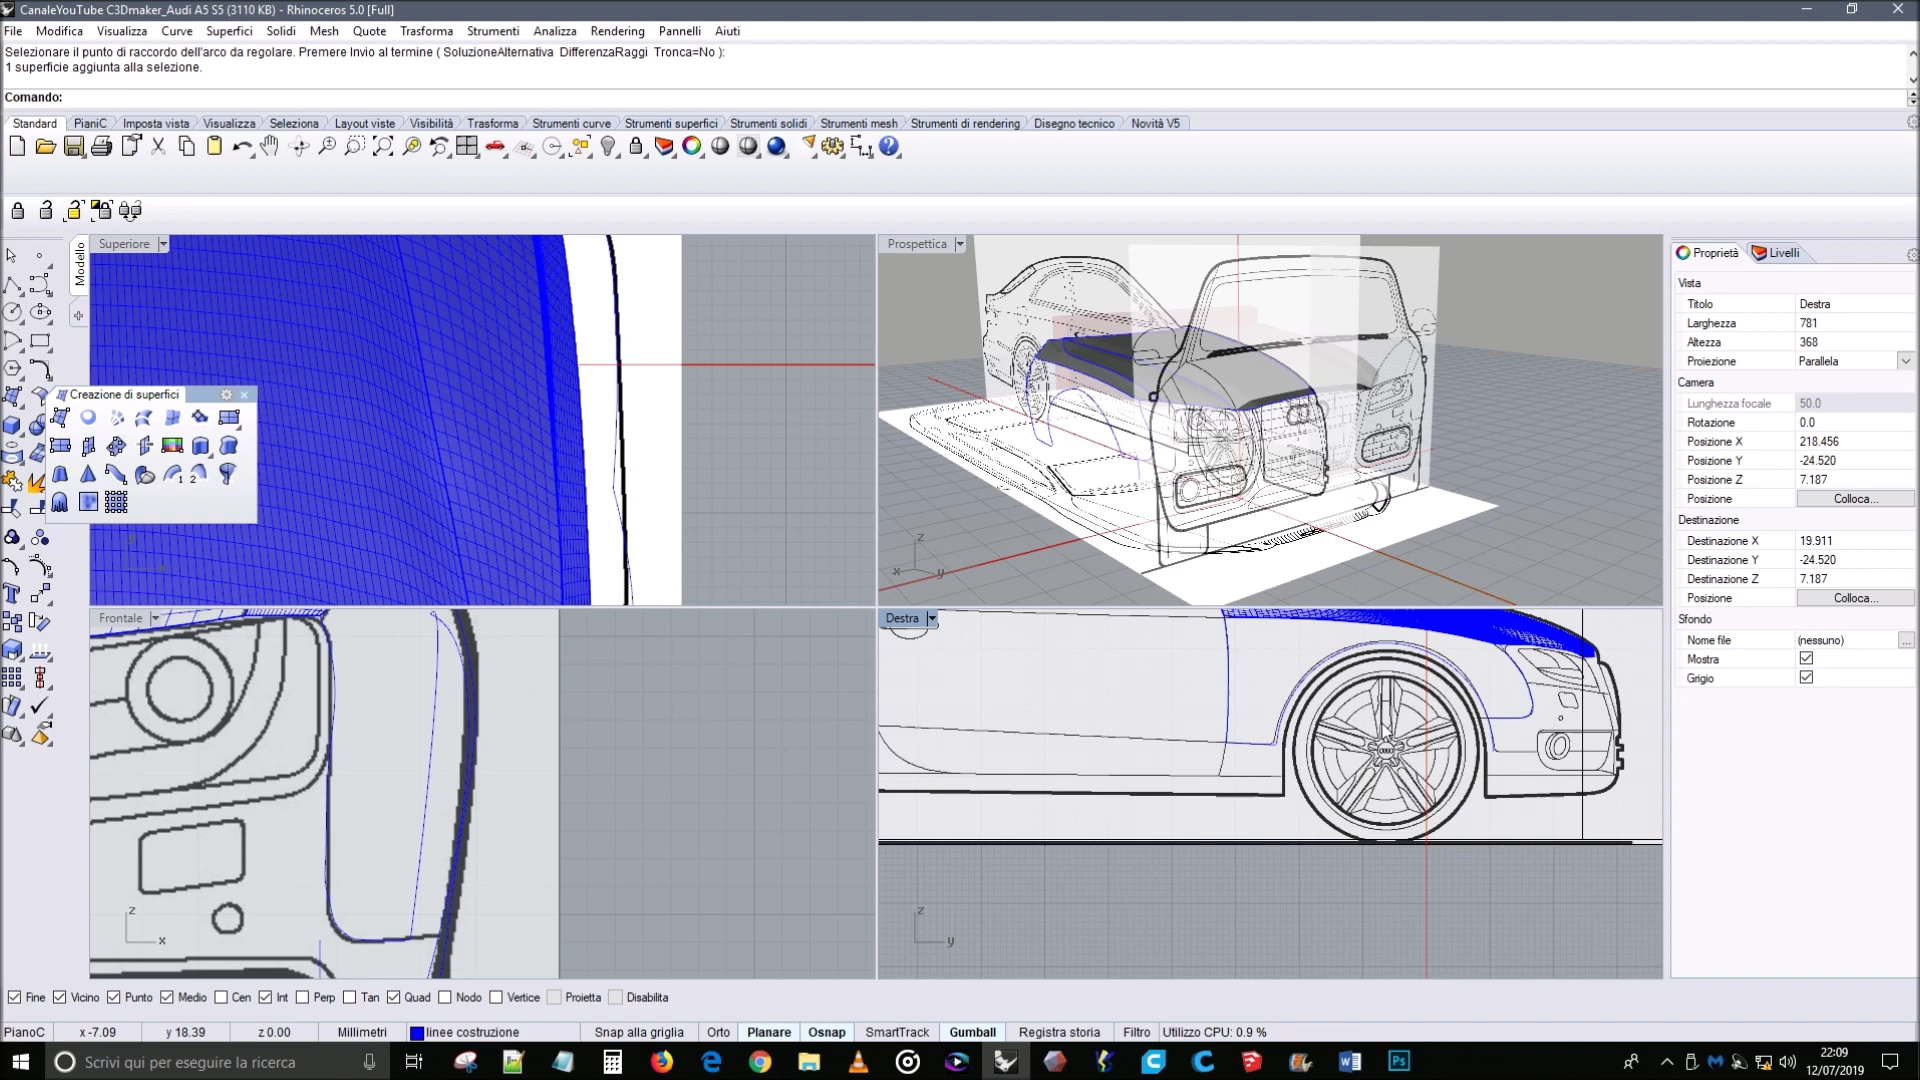 CanaleYouTube C3Dmaker_Audi A5 S5 (3110 KB) - Rhinoceros 5.0 [Full]
File Modifica Visualizza Curve Superfici Solidi Mesh Quote Trasforma Strumenti Analizza Rendering Pannelli Aiuti
Selezionare il punto di raccordo dell'arco da regolare. Premere Invio al termine ( SoluzioneAlternativa DifferenzaRaggi Tronca=No ):
1 superficie aggiunta alla selezione.
Comando:
Standard PianiC Imposta vista Visualizza Seleziona Layout viste Visibilità Trasforma Strumenti curve Strumenti superfici Strumenti solidi Strumenti mesh Strumenti di rendering Disegno tecnico Novità V5
Modello
Superiore
Prospettica
Creazione di superfici
1 2
z
x y
Frontale
Destra
z
x
z
y
Proprietà Livelli
Vista
Titolo Destra
Larghezza 781
Altezza 368
Proiezione Parallela
Camera
Lunghezza focale 50.0
Rotazione 0.0
Posizione X 218.456
Posizione Y -24.520
Posizione Z 7.187
Posizione Colloca...
Destinazione
Destinazione X 19.911
Destinazione Y -24.520
Destinazione Z 7.187
Posizione Colloca...
Sfondo
Nome file (nessuno) ...
Mostra
Grigio
Fine Vicino Punto Medio Cen Int Perp Tan Quad Nodo Vertice Proietta Disabilita
PianoC x -7.09 y 18.39 z 0.00 Millimetri linee costruzione Snap alla griglia Orto Planare Osnap SmartTrack Gumball Registra storia Filtro Utilizzo CPU: 0.9 %
Scrivi qui per eseguire la ricerca
22:09
12/07/2019